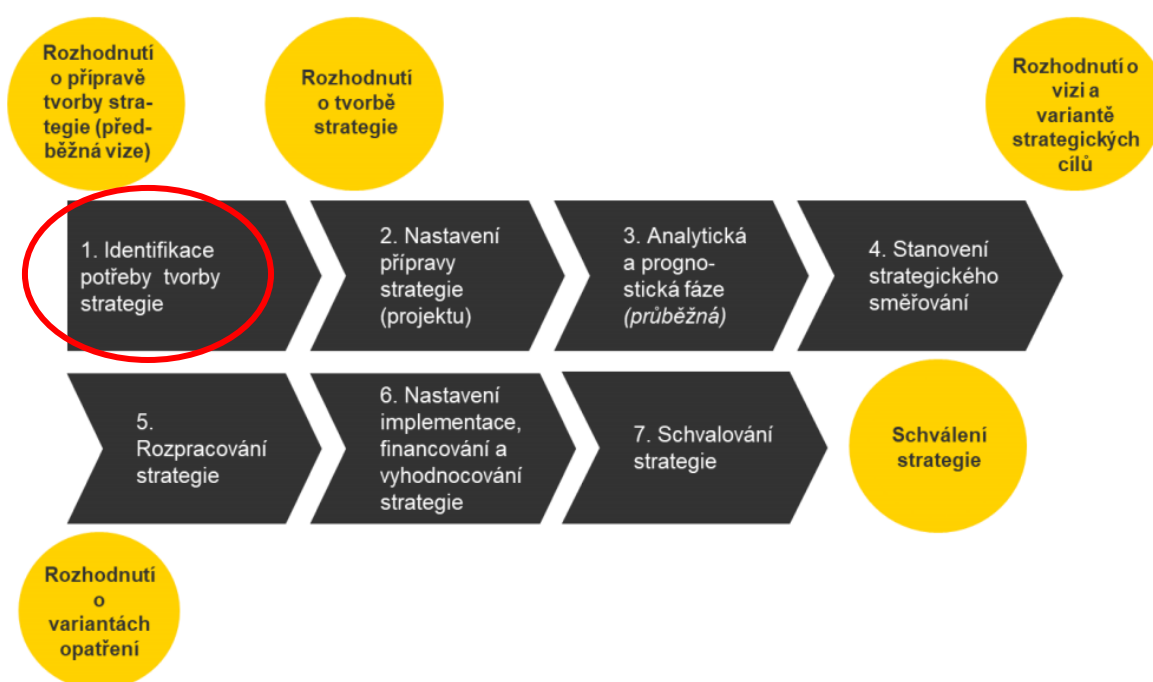 Rozhodnutí
o přípravě
tvorby stra-
tegie (před-
běžná vize)
Rozhodnutí
o tvorbě
strategie
Rozhodnutí o
vizi a
variantě
strategických
cílů
1. Identifikace
potřeby tvorby
strategie
2. Nastavení
přípravy
strategie
(projektu)
3. Analytická
a progno-
stická fáze
(průběžná)
4. Stanovení
strategického
směřování
5.
Rozpracování
strategie
6. Nastavení
implementace,
financování a
vyhodnocování
strategie
7. Schvalování
strategie
Schválení
strategie
Rozhodnutí
o
variantách
opatření